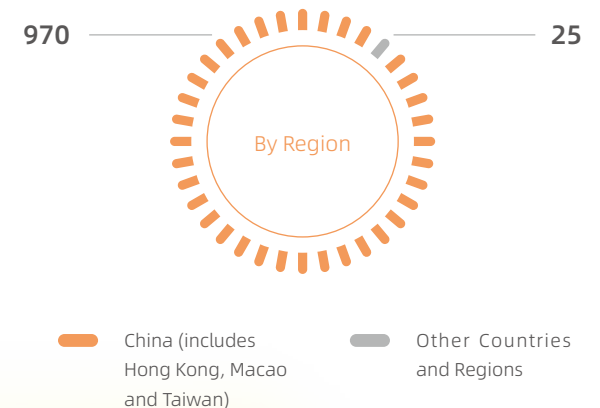 970
25
By Region
China (includes
Hong Kong, Macao
and Taiwan)
Other Countries
and Regions